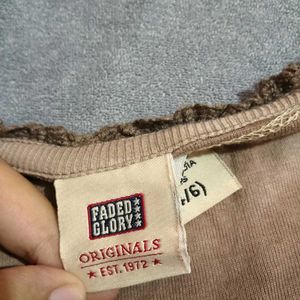 FADED
GLORY
ORIGINALS
★ EST. 1972 ★